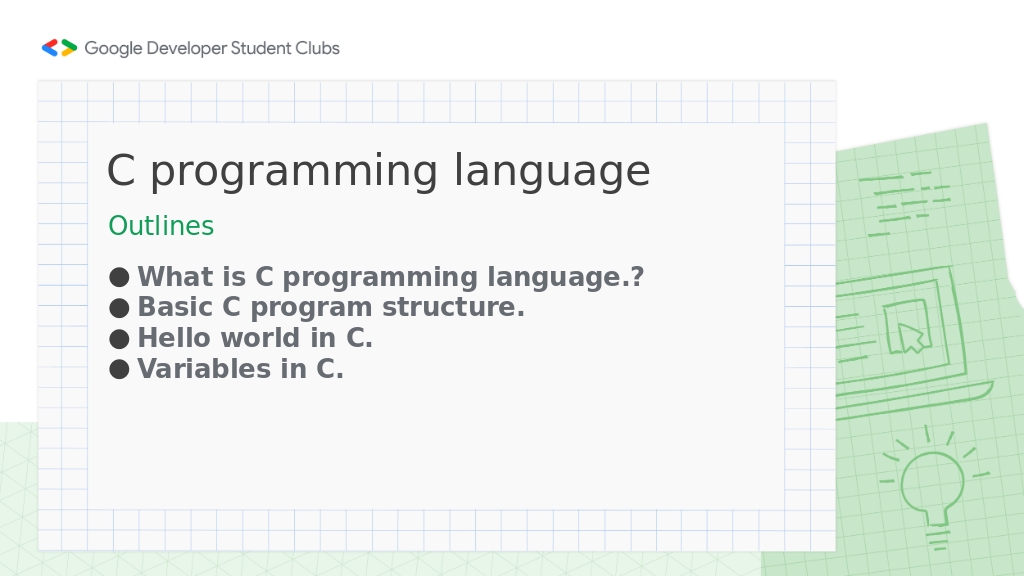 Google Developer Student Clubs
C programming language
Outlines
● What is C programming language.?
● Basic C program structure.
● Hello world in C.
● Variables in C.